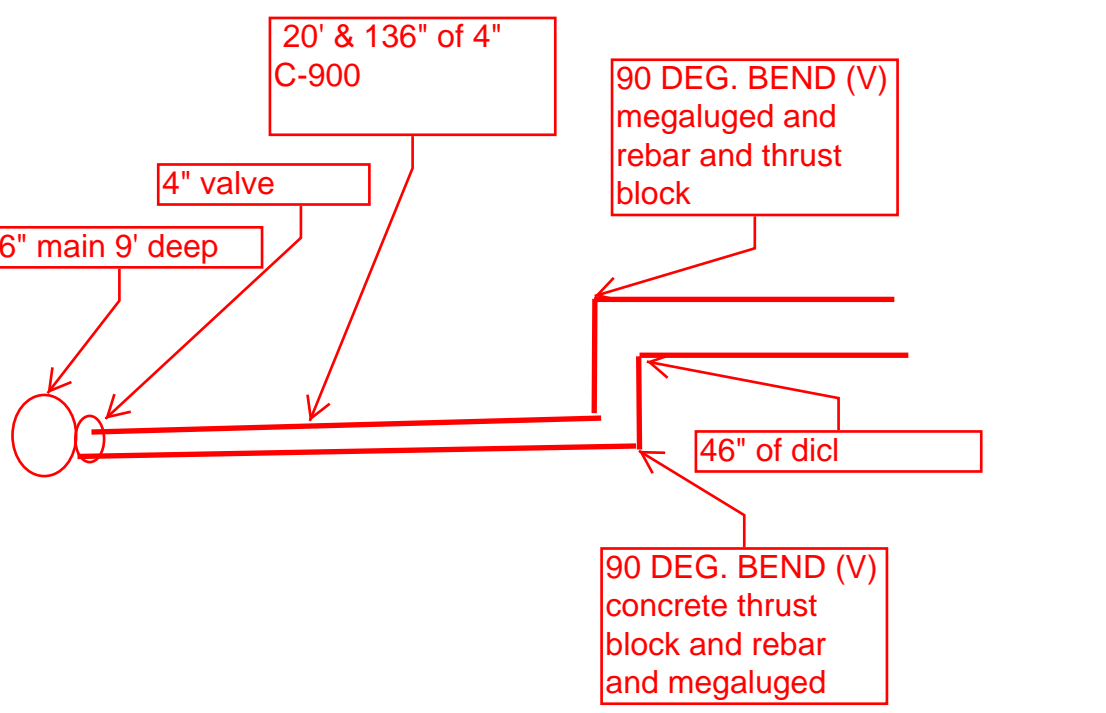 20' & 136" of 4"
C-900
90 DEG. BEND (V)
megaluged and
rebar and thrust
block
4" valve
6" main 9' deep
46" of dicl
90 DEG. BEND (V)
concrete thrust
block and rebar
and megaluged